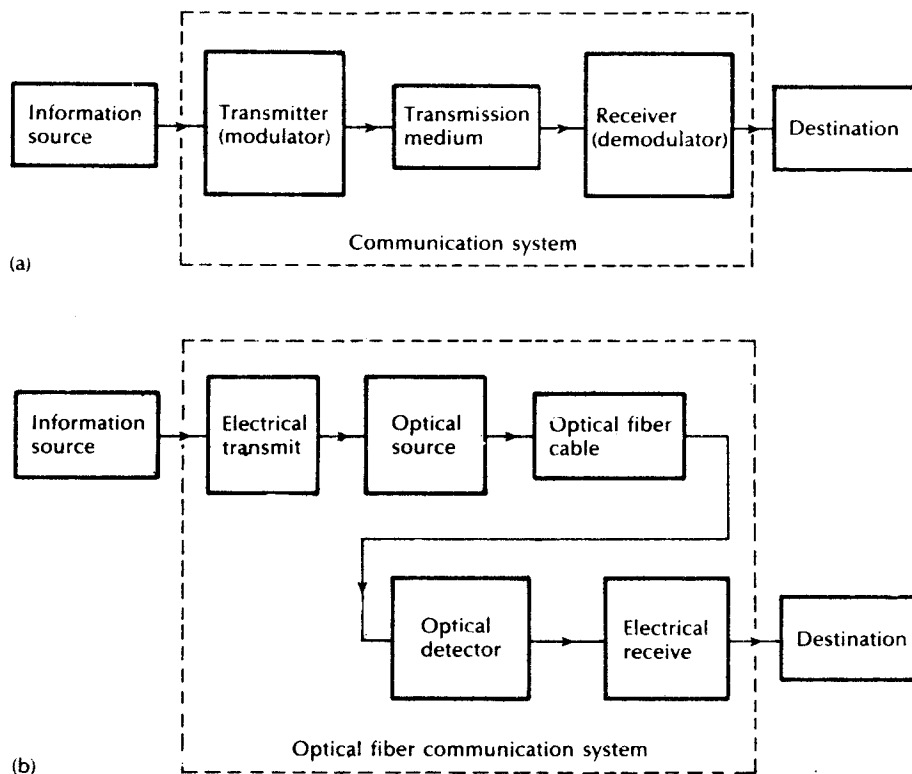 Information
source
Transmitter
(modulator)
Transmission
medium
Receiver
(demodulator)
Destination
Communication system
(a)
Information
source
Electrical
transmit
Optical
source
Optical fiber
cable
Optical
detector
Electrical
receive
Destination
Optical fiber communication system
(b)